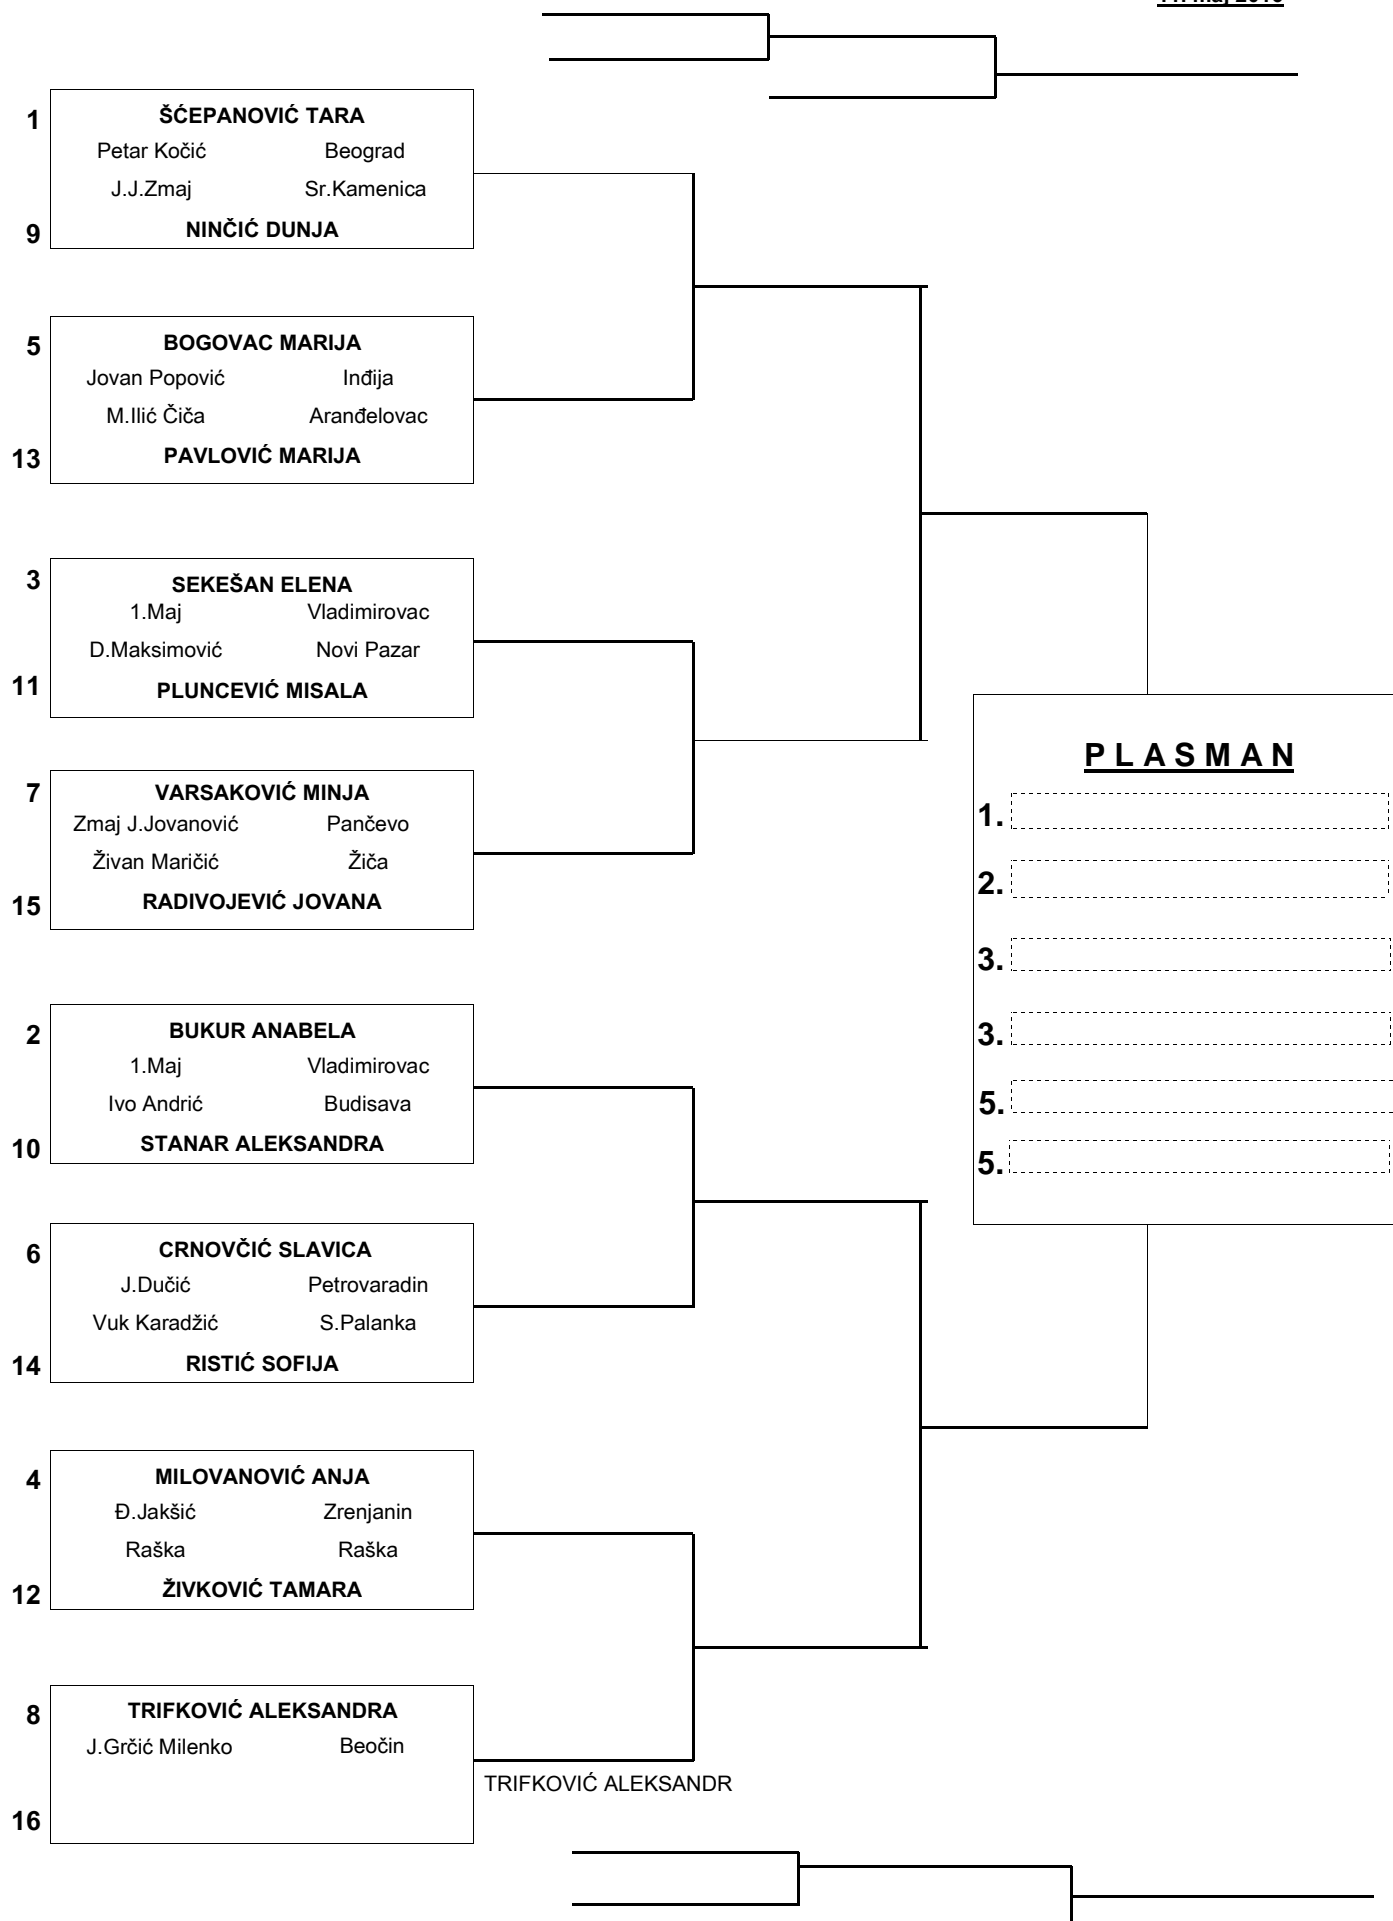 1 ŠĆEPANOVIĆ TARA
Petar Kočić Beograd
J.J.Zmaj Sr.Kamenica
9 NINČIĆ DUNJA
5 BOGOVAC MARIJA
Jovan Popović Inđija
M.Ilić Čiča Aranđelovac
13 PAVLOVIĆ MARIJA
3 SEKEŠAN ELENA
1.Maj Vladimirovac
D.Maksimović Novi Pazar
11 PLUNCEVIĆ MISALA
7 VARSAKOVIĆ MINJA
Zmaj J.Jovanović Pančevo
Živan Maričić Žiča
15 RADIVOJEVIĆ JOVANA
2 BUKUR ANABELA
1.Maj Vladimirovac
Ivo Andrić Budisava
10 STANAR ALEKSANDRA
6 CRNOVČIĆ SLAVICA
J.Dučić Petrovaradin
Vuk Karadžić S.Palanka
14 RISTIĆ SOFIJA
4 MILOVANOVIĆ ANJA
Đ.Jakšić Zrenjanin
Raška Raška
12 ŽIVKOVIĆ TAMARA
8 TRIFKOVIĆ ALEKSANDRA
J.Grčić Milenko Beočin
TRIFKOVIĆ ALEKSANDR
16
P L A S M A N
1.
2.
3.
3.
5.
5.